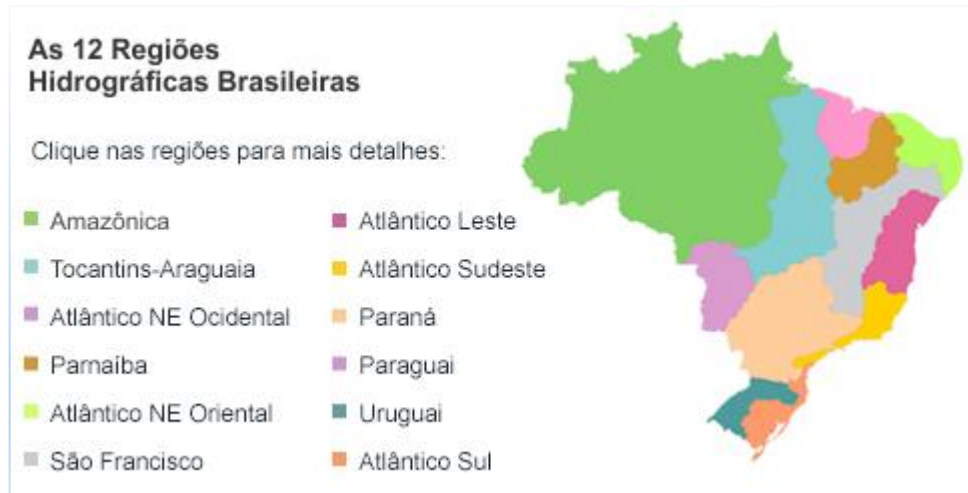 As 12 Regiões
Hidrográficas Brasileiras
Clique nas regiões para mais detalhes:
Amazônica
Tocantins-Araguaia
Atlântico NE Ocidental
Parnaíba
Atlântico NE Oriental
São Francisco
Atlântico Leste
Atlântico Sudeste
Paraná
Paraguai
Uruguai
Atlântico Sul